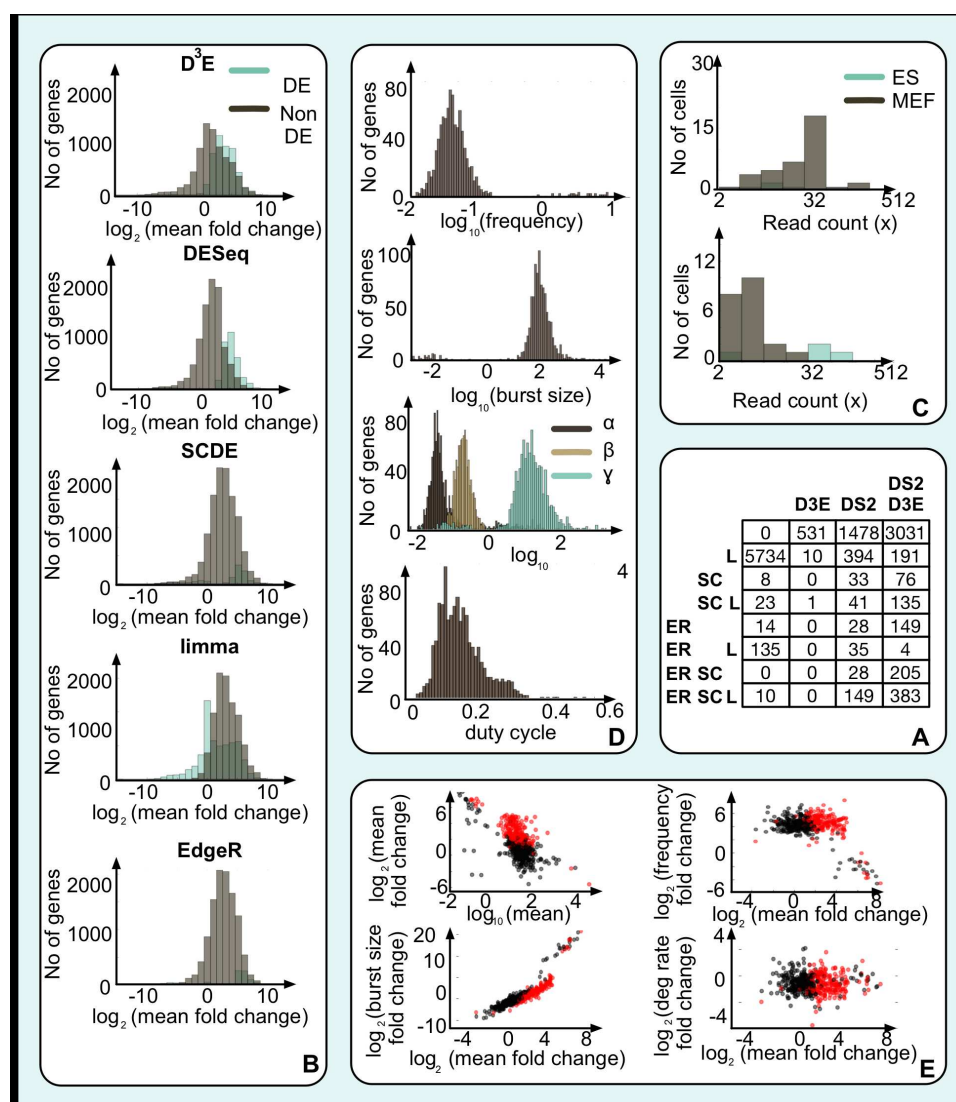 D³E
DE
Non
DE
No of genes
2000
1000
0
-10 0 10
log₂ (mean fold change)
DESeq
No of genes
2000
1000
0
-10 0 10
log₂ (mean fold change)
SCDE
No of genes
2000
1000
0
-10 0 10
log₂ (mean fold change)
limma
No of genes
2000
1000
0
-10 0 10
log₂ (mean fold change)
EdgeR
No of genes
2000
1000
0
-10 0 10
log₂ (mean fold change)
B
No of genes
80
40
0
-2 -1 0 1
log₁₀(frequency)
No of genes
100
50
0
-2 0 2 4
log₁₀(burst size)
No of genes
80
40
0
α
β
γ
-2 0 2
log₁₀
4
No of genes
80
40
0
0 0.2 0.4 0.6
duty cycle
D
No of cells
30
15
0
ES
MEF
2 32 512
Read count (x)
No of cells
12
6
0
2 32 512
Read count (x)
C
DS2
D3E DS2 D3E
0 531 1478 3031
L 5734 10 394 191
SC 8 0 33 76
SC L 23 1 41 135
ER 14 0 28 149
ER L 135 0 35 4
ER SC 0 0 28 205
ER SC L 10 0 149 383
A
log₂(mean
fold change)
6
0
-6
-2 0 2 4
log₁₀(mean)
log₂(frequency
fold change)
6
0
-6
-4 0 4 8
log₂ (mean fold change)
log₂(burst size
fold change)
20
10
0
-10
-4 0 4 8
log₂ (mean fold change)
log₂(deg rate
fold change)
4
0
-4
-4 0 4 8
log₂ (mean fold change)
E